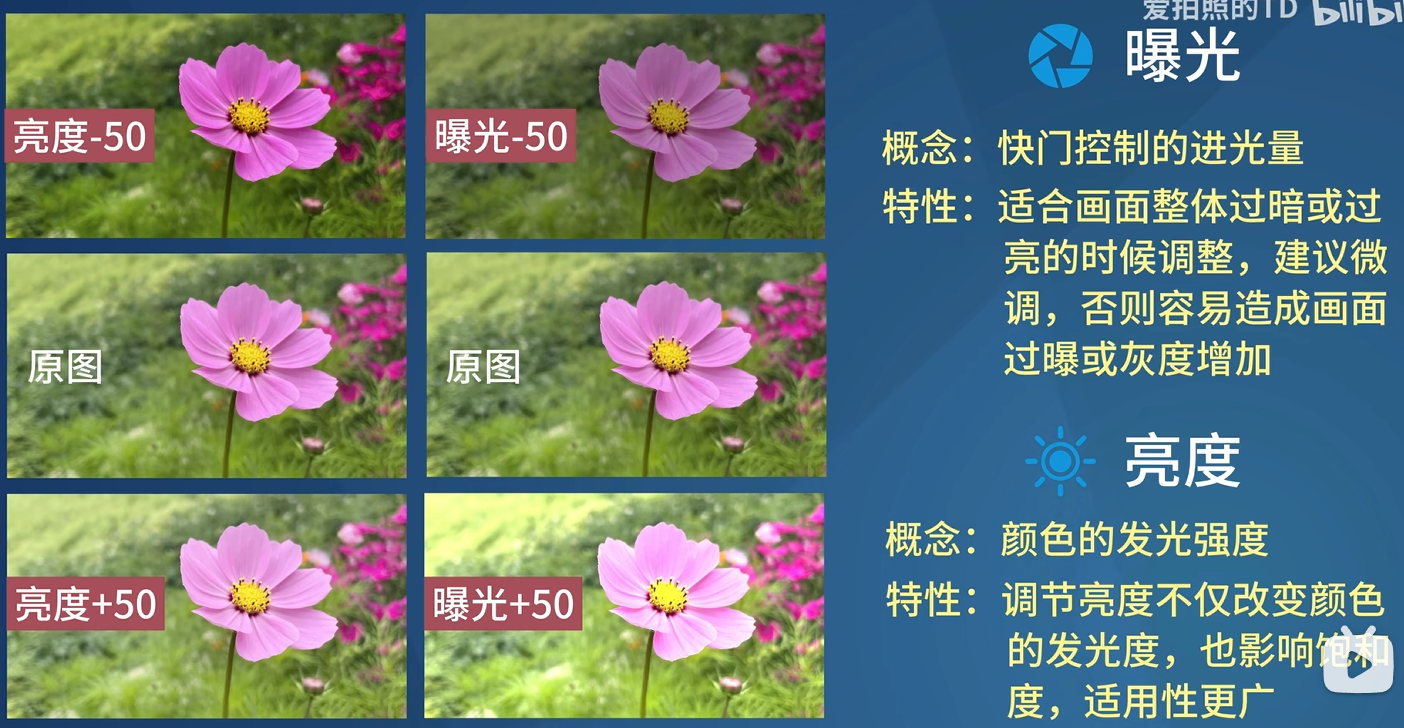 爱拍照的TD bilibi
曝光
概念：快门控制的进光量
特性：适合画面整体过暗或过
亮的时候调整，建议微
调，否则容易造成画面
过曝或灰度增加
亮度
概念：颜色的发光强度
特性：调节亮度不仅改变颜色
的发光度，也影响饱和
度，适用性更广
亮度-50
曝光-50
原图
原图
亮度+50
曝光+50